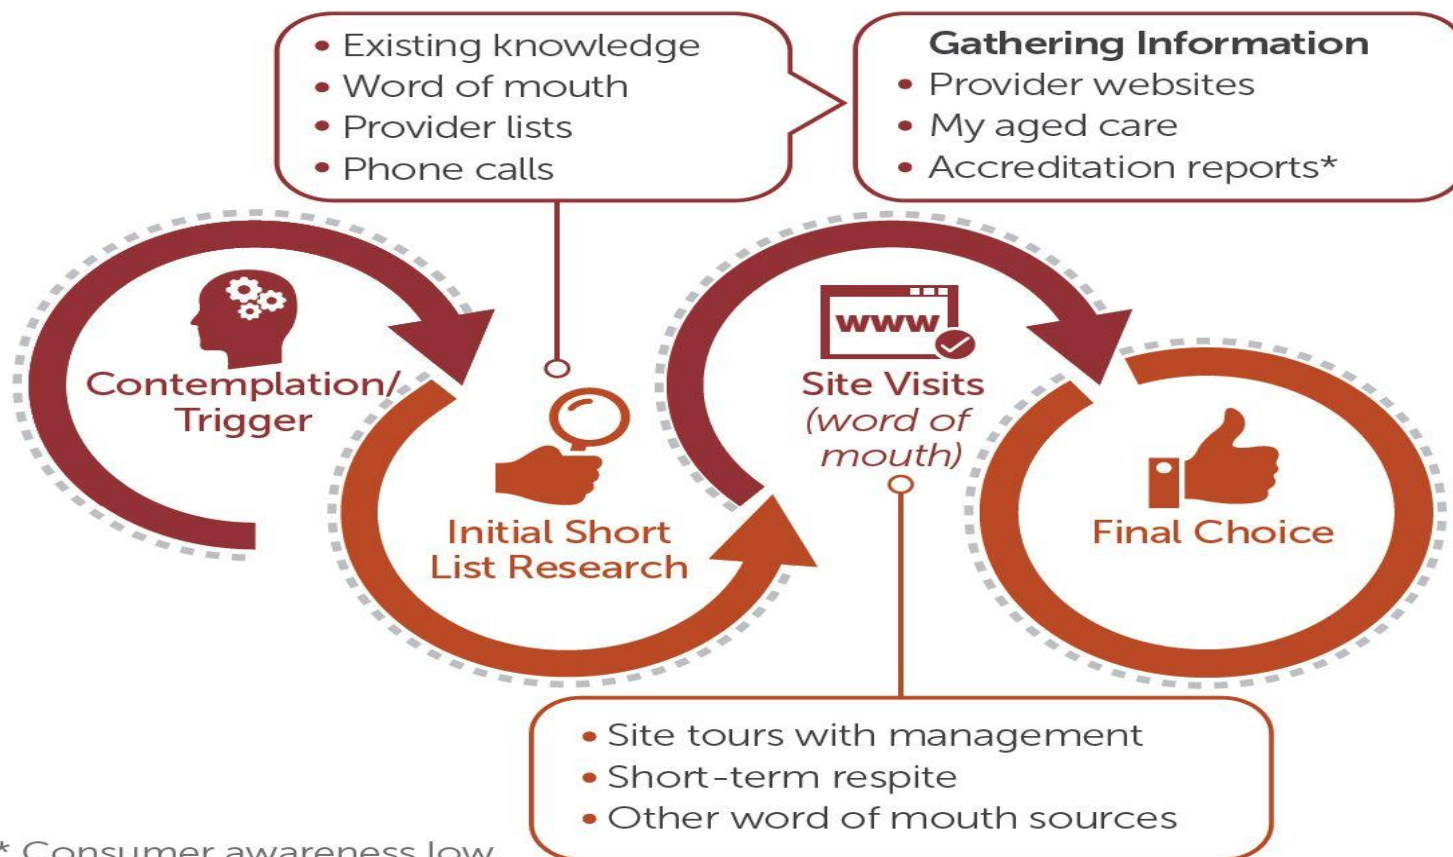 • Existing knowledge
• Word of mouth
• Provider lists
• Phone calls
Gathering Information
• Provider websites
• My aged care
• Accreditation reports*
Contemplation/
Trigger
Initial Short
List Research
www
Site Visits
(word of
mouth)
Final Choice
• Site tours with management
• Short-term respite
• Other word of mouth sources
* Consumer awareness low